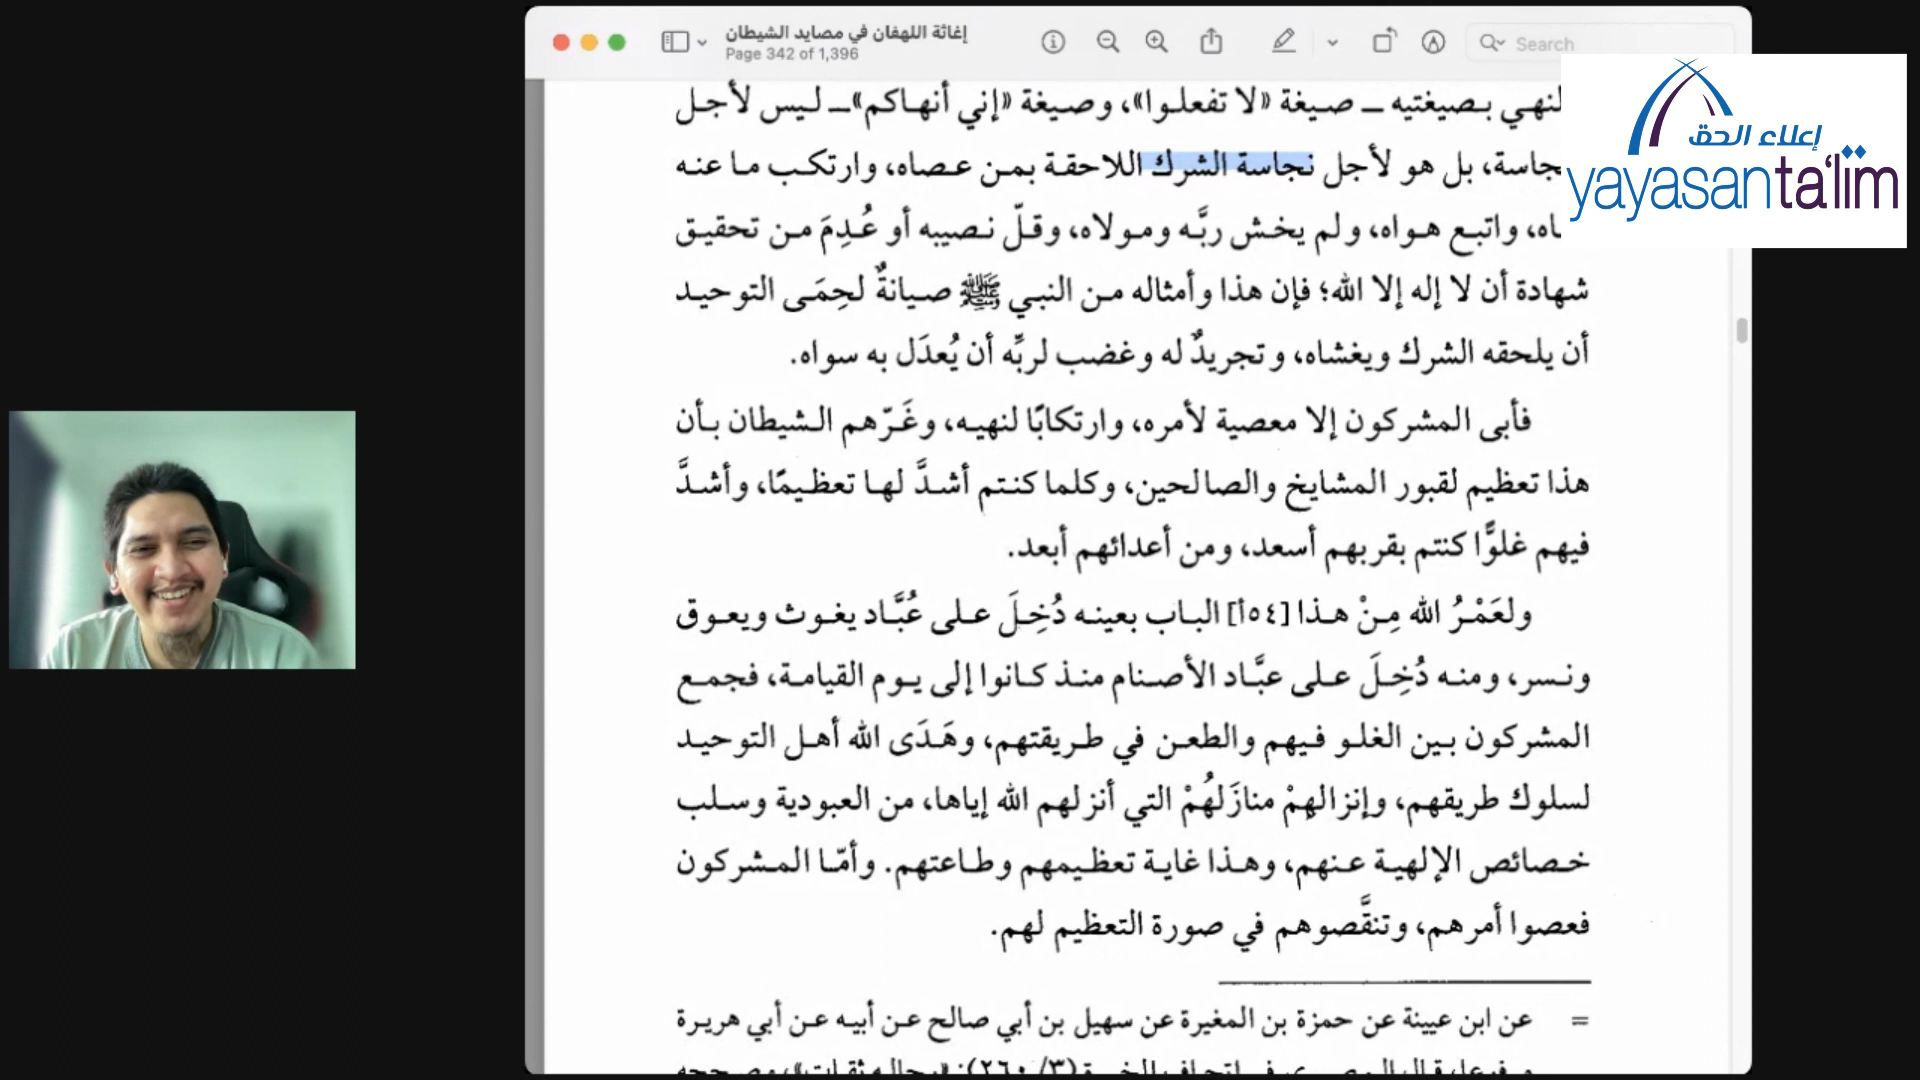 إغاثة اللهفان في مصايد الشيطان
Page 342 of 1,396
Search
إعلاء الحق
yayasanta'lim
لنهي بصيغتيه ــ صيغة «لا تفعلوا»، وصيغة «إني أنهاكم»ــ ليس لأجل
جاسة، بل هو لأجل نجاسة الشرك اللاحقة بمن عصاه، وارتكب ما عنه
اه، واتبع هواه، ولم يخش ربَّه ومولاه، وقلّ نصيبه أو عُدِمَ من تحقيق
شهادة أن لا إله إلا الله؛ فإن هذا وأمثاله من النبي ﷺ صيانةٌ لحِمَى التوحيد
أن يلحقه الشرك ويغشاه، وتجريدٌ له وغضب لربِّه أن يُعدَل به سواه.
فأبى المشركون إلا معصية لأمره، وارتكابًا لنهيه، وغَرّهم الشيطان بأن
هذا تعظيم لقبور المشايخ والصالحين، وكلما كنتم أشدَّ لها تعظيمًا، وأشدَّ
فيهم غلوًّا كنتم بقربهم أسعد، ومن أعدائهم أبعد.
ولعَمْرُ الله مِنْ هذا [٥٤أ] الباب بعينه دُخِلَ على عُبَّاد يغوث ويعوق
ونسر، ومنه دُخِلَ على عبَّاد الأصنام منذ كانوا إلى يوم القيامة، فجمع
المشركون بين الغلو فيهم والطعن في طريقتهم، وهَدَى الله أهل التوحيد
لسلوك طريقهم، وإنزالهِمْ منازَلهُمْ التي أنزلهم الله إياها، من العبودية وسلب
خصائص الإلهية عنهم، وهذا غاية تعظيمهم وطاعتهم. وأمّا المشركون
فعصوا أمرهم، وتنقَّصوهم في صورة التعظيم لهم.
= عن ابن عيينة عن حمزة بن المغيرة عن سهيل بن أبي صالح عن أبيه عن أبي هريرة